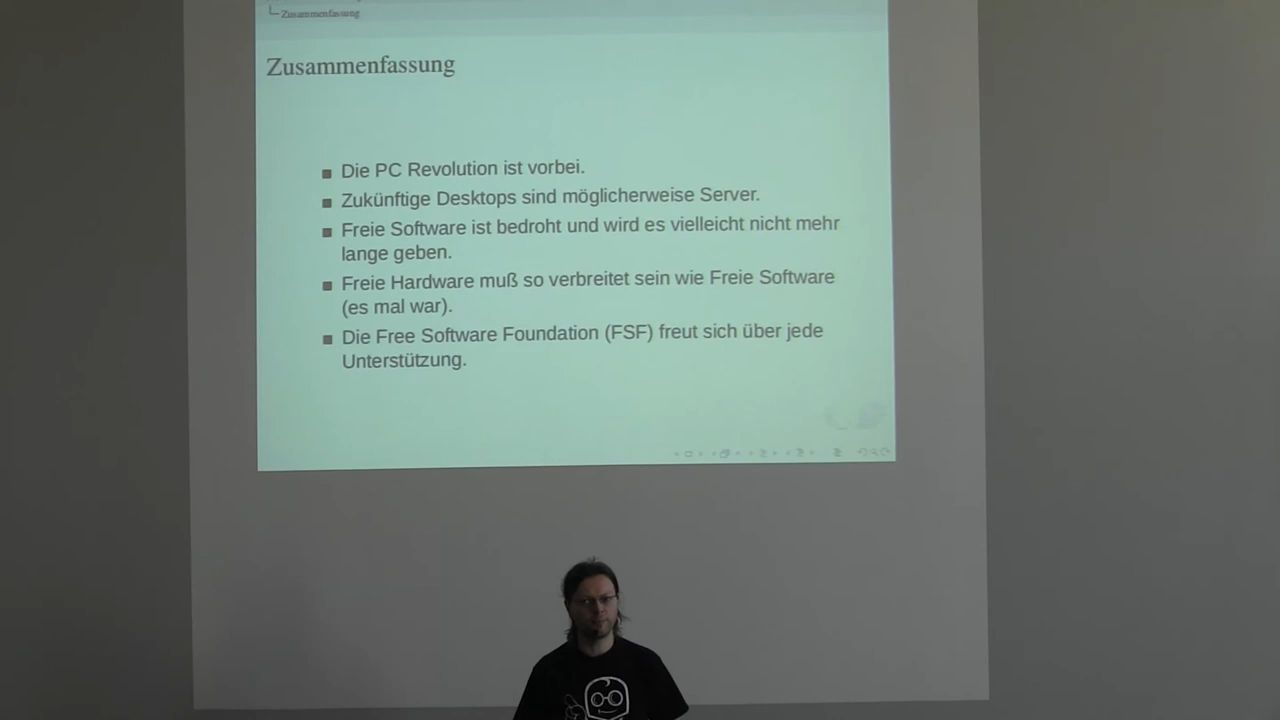 Zusammenfassung
Zusammenfassung
Die PC Revolution ist vorbei.
Zukünftige Desktops sind möglicherweise Server.
Freie Software ist bedroht und wird es vielleicht nicht mehr
lange geben.
Freie Hardware muß so verbreitet sein wie Freie Software
(es mal war).
Die Free Software Foundation (FSF) freut sich über jede
Unterstützung.